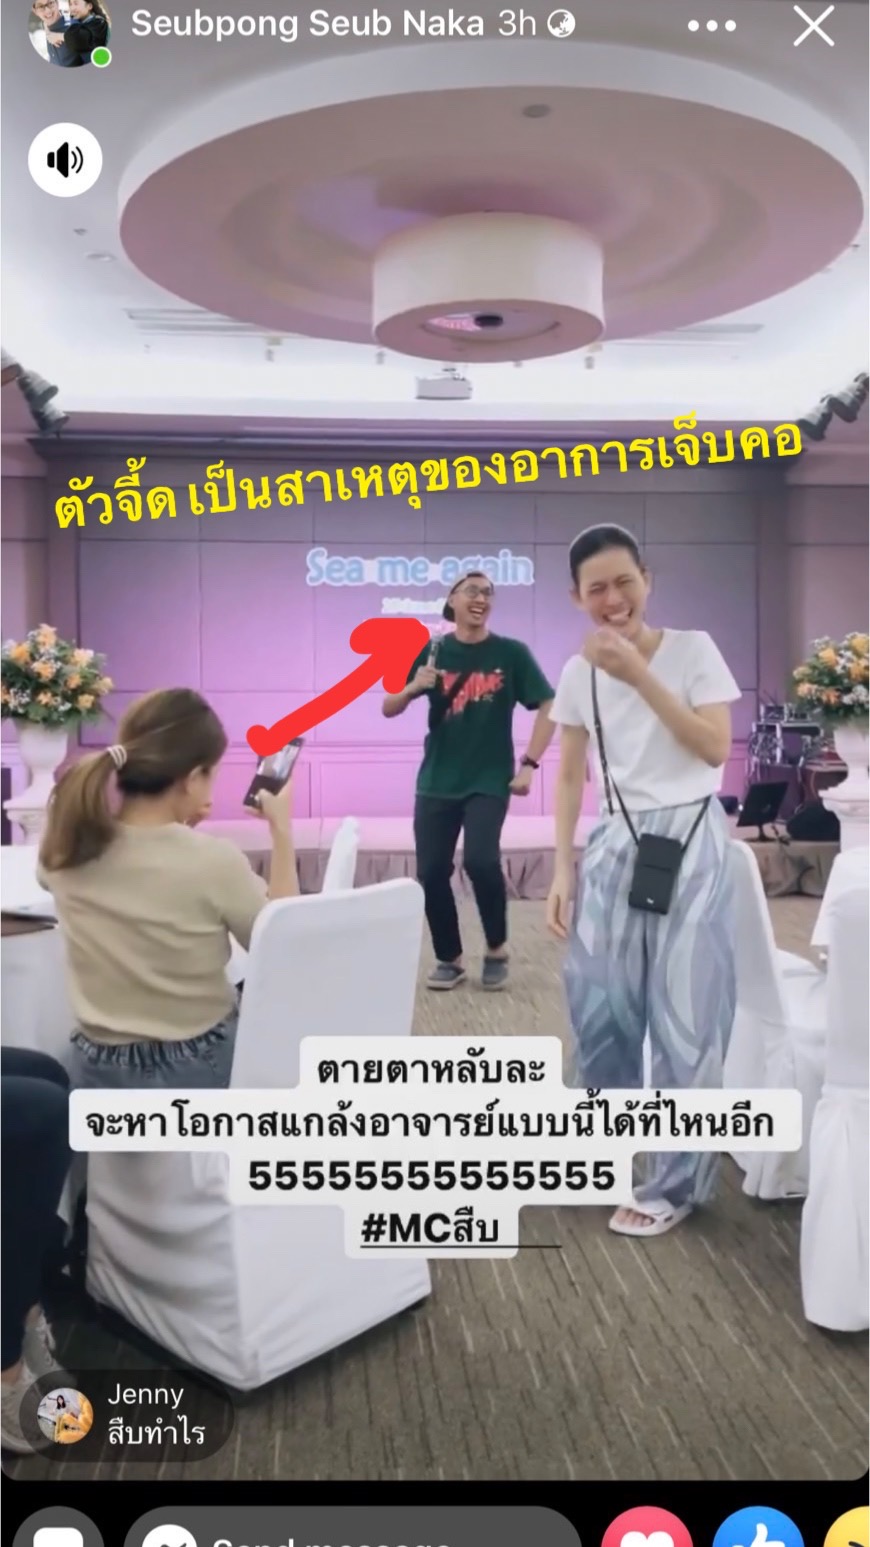 Seubpong Seub Naka 3h
ตัวจี้ด เป็นสาเหตุของอาการเจ็บคอ
Sea me again
ตายตาหลับละ
จะหาโอกาสแกล้งอาจารย์แบบนี้ได้ที่ไหนอีก
55555555555555
#MCสืบ
Jenny
สืบทำไร
Send message